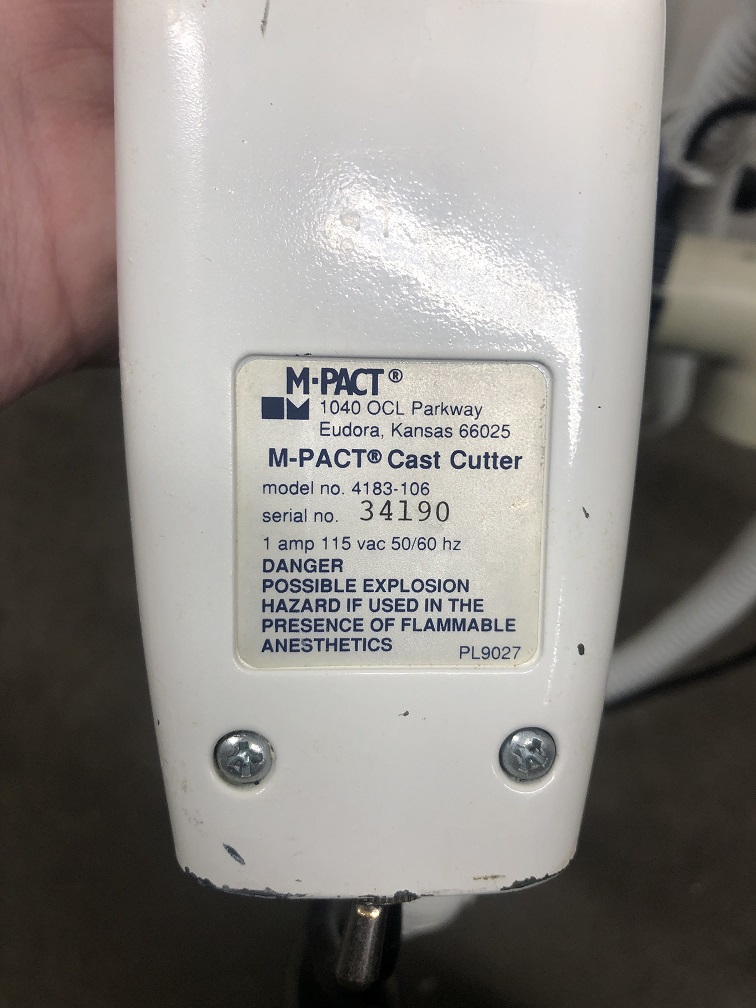 M-PACT®
1040 OCL Parkway
Eudora, Kansas 66025
M-PACT® Cast Cutter
model no. 4183-106
serial no. 34190
1 amp 115 vac 50/60 hz
DANGER
POSSIBLE EXPLOSION
HAZARD IF USED IN THE
PRESENCE OF FLAMMABLE
ANESTHETICS PL9027